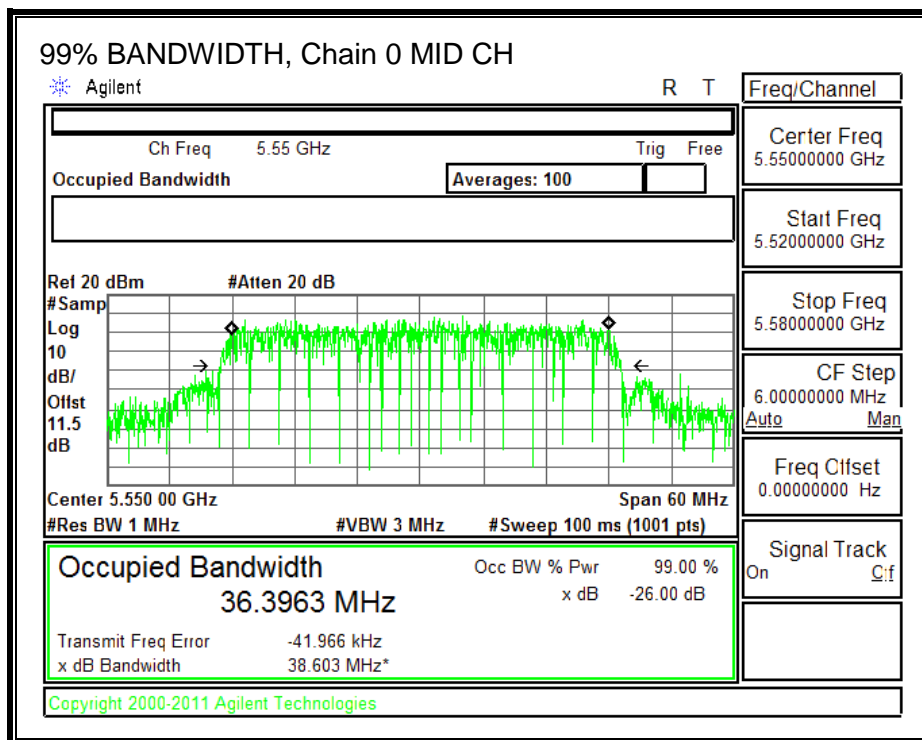 99% BANDWIDTH, Chain 0 MID CH
Agilent R T
Freq/Channel
Ch Freq 5.55 GHz Trig Free
Occupied Bandwidth Averages: 100
Center Freq
5.55000000 GHz
Start Freq
5.52000000 GHz
Stop Freq
5.58000000 GHz
CF Step
6.00000000 MHz
Auto Man
Freq Offset
0.00000000 Hz
Signal Track
On Off
Ref 20 dBm #Atten 20 dB
#Samp
Log
10
dB/
Offst
11.5
dB
Center 5.550 00 GHz Span 60 MHz
#Res BW 1 MHz #VBW 3 MHz #Sweep 100 ms (1001 pts)
Occupied Bandwidth
36.3963 MHz
Occ BW % Pwr 99.00 %
x dB -26.00 dB
Transmit Freq Error -41.966 kHz
x dB Bandwidth 38.603 MHz*
Copyright 2000-2011 Agilent Technologies